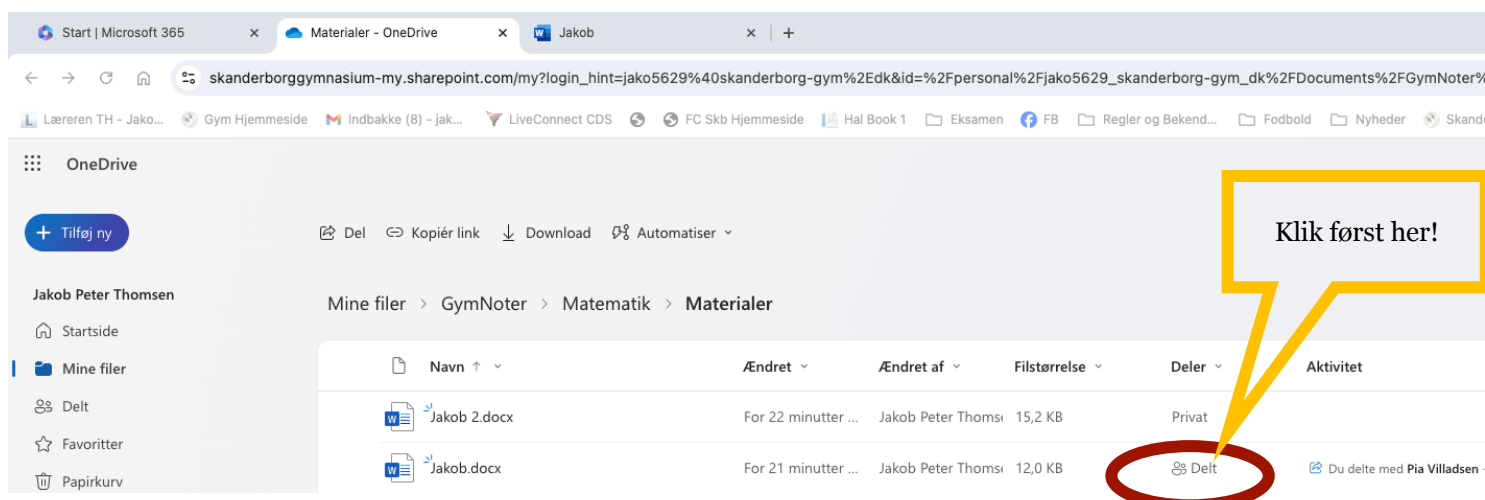 Start | Microsoft 365
Materialer - OneDrive
Jakob
skanderborggymnasium-my.sharepoint.com/my?login_hint=jako5629%40skanderborg-gym%2Edk&id=%2Fpersonal%2Fjako5629_skanderborg-gym_dk%2FDocuments%2FGymNoter%
Læreren TH - Jako... Gym Hjemmeside Indbakke (8) - jak... LiveConnect CDS FC Skb Hjemmeside Hal Book 1 Eksamen FB Regler og Bekend... Fodbold Nyheder
OneDrive
Klik først her!
Tilføj ny
Del Kopiér link Download Automatiser
Jakob Peter Thomsen
Mine filer > GymNoter > Matematik > Materialer
Startside
Mine filer
Delt
Favoritter
Papirkurv
Navn Ændret Ændret af Filstørrelse Deler Aktivitet
Jakob 2.docx For 22 minutter ... Jakob Peter Thomse 15,2 KB Privat
Jakob.docx For 21 minutter ... Jakob Peter Thomse 12,0 KB Delt Du delte med Pia Villadsen